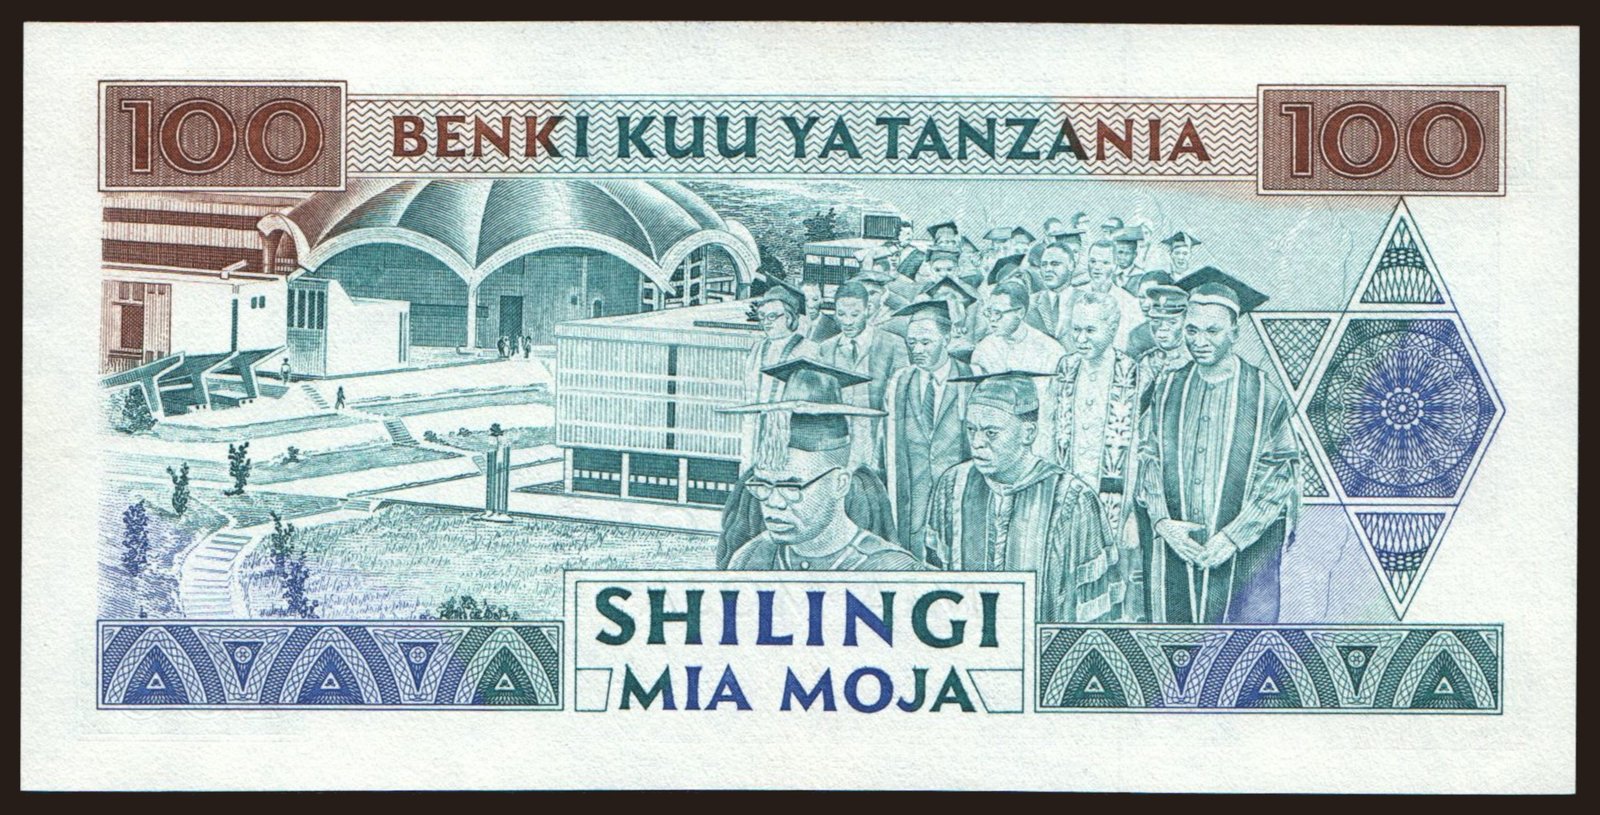 100 BENKI KUU YA TANZANIA 100
SHILINGI
MIA MOJA